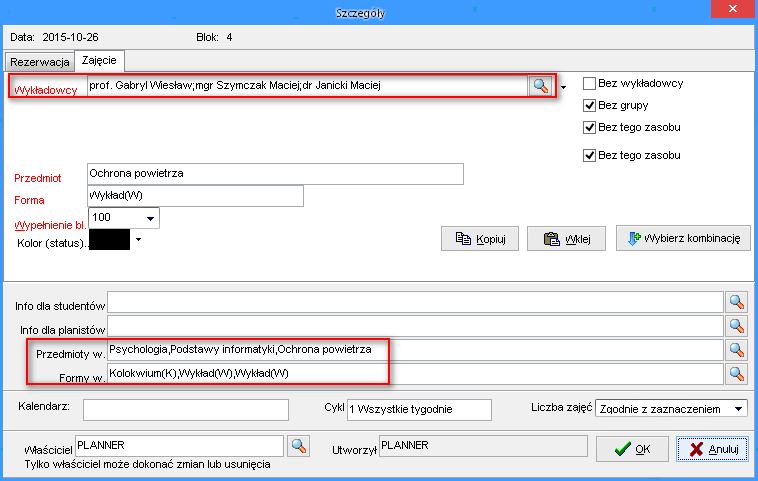 Szczegóły
Data: 2015-10-26 Blok: 4
Rezerwacja Zajęcie
Wykładowcy prof. Gabryl Wiesław;mgr Szymczak Maciej;dr Janicki Maciej
Bez wykładowcy
Bez grupy
Bez tego zasobu
Bez tego zasobu
Przedmiot Ochrona powietrza
Forma Wykład(W)
Wypełnienie bl. 100
Kolor (status)..
Kopiuj Wklej Wybierz kombinację
Info dla studentów
Info dla planistów
Przedmioty w. Psychologia,Podstawy informatyki,Ochrona powietrza
Formy w. Kolokwium(K),Wykład(W),Wykład(W)
Kalendarz: Cykl 1 Wszystkie tygodnie Liczba zajęć Zgodnie z zaznaczeniem
Właściciel PLANNER Utworzył PLANNER OK Anuluj
Tylko właściciel może dokonać zmian lub usunięcia